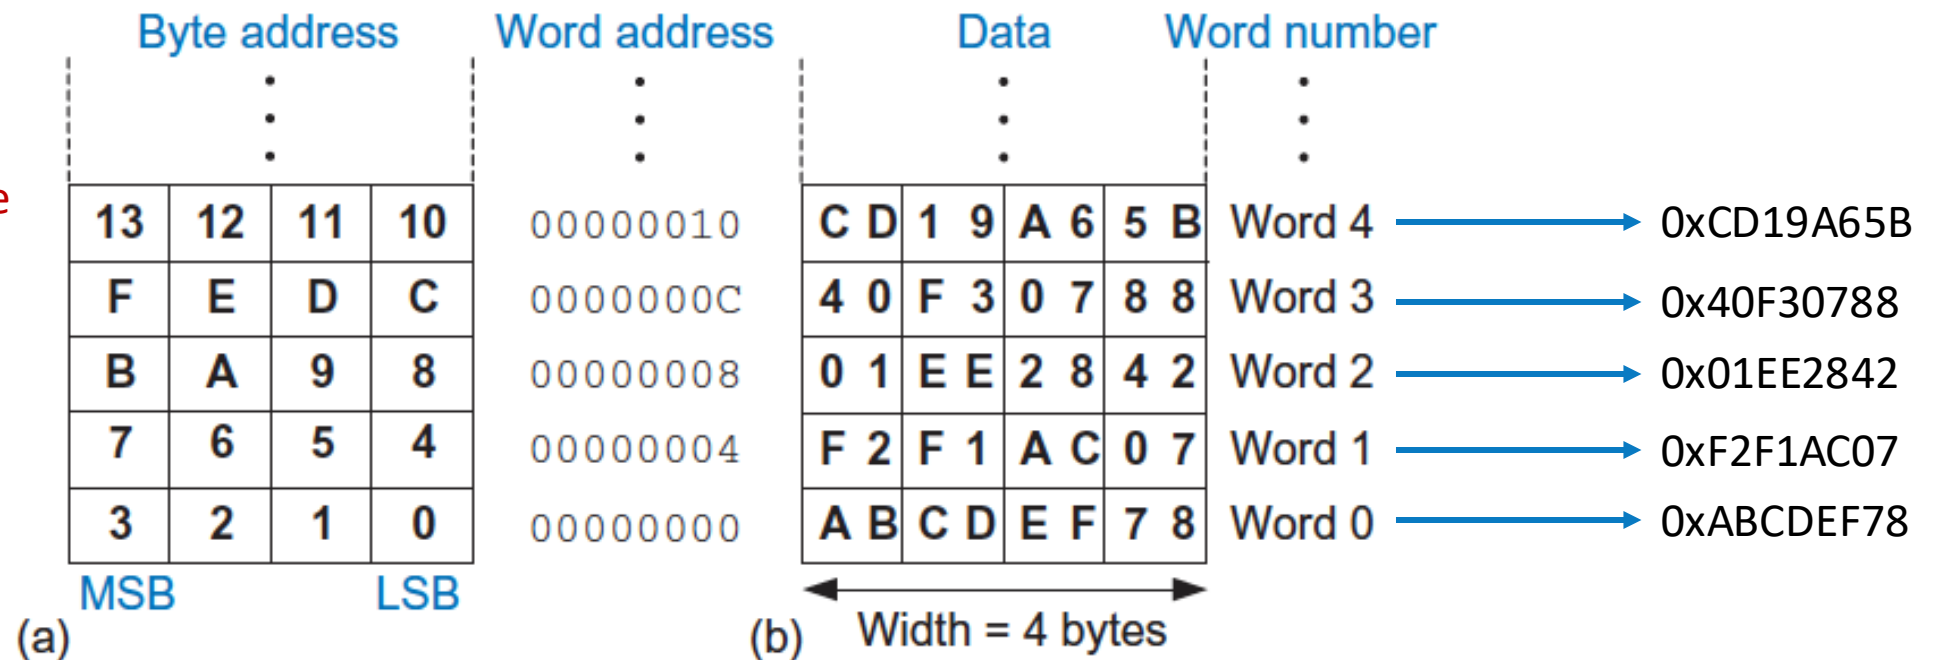 Byte address Word address Data Word number
e 13 12 11 10 00000010 C D 1 9 A 6 5 B Word 4 0xCD19A65B
F E D C 0000000C 4 0 F 3 0 7 8 8 Word 3 0x40F30788
B A 9 8 00000008 0 1 E E 2 8 4 2 Word 2 0x01EE2842
7 6 5 4 00000004 F 2 F 1 A C 0 7 Word 1 0xF2F1AC07
3 2 1 0 00000000 A B C D E F 7 8 Word 0 0xABCDEF78
MSB LSB
(a) (b) Width = 4 bytes